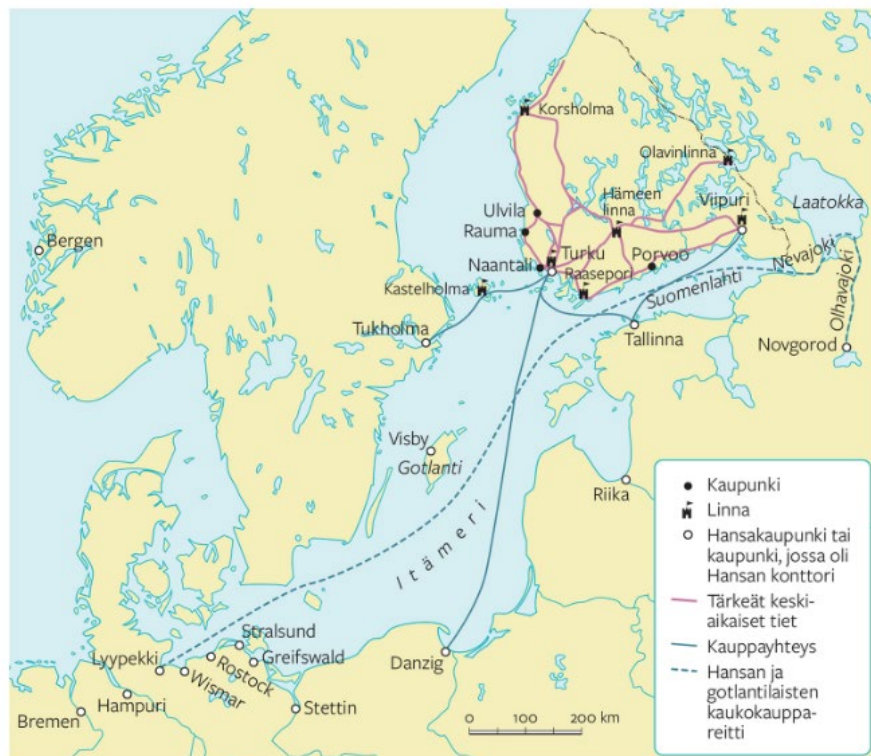 Korsholma
Olavinlinna
Latokka
Hämeen
linna
Viipuri
Ulvila
Rauma
Turku
Porvoo
Nevajoki
Naantali
Raasepori
Bergen
Kastelholma
Suomenlahti
Olhavajoki
Tukholma
Tallinna
Novgorod
Visby
Gotlanti
Riika
Itämeri
Stralsund
Greifswald
Rostock
Lyypekki
Wismar
Danzig
Hampuri
Stettin
Bremen
0 100 200 km
Kaupunki
Linna
Hansakaupunki tai
kaupunki, jossa oli
Hansan konttori
Tärkeät keski-
aikaiset tiet
Kauppayhteys
Hansan ja
gotlantilaisten
kaukokauppa-
reitti